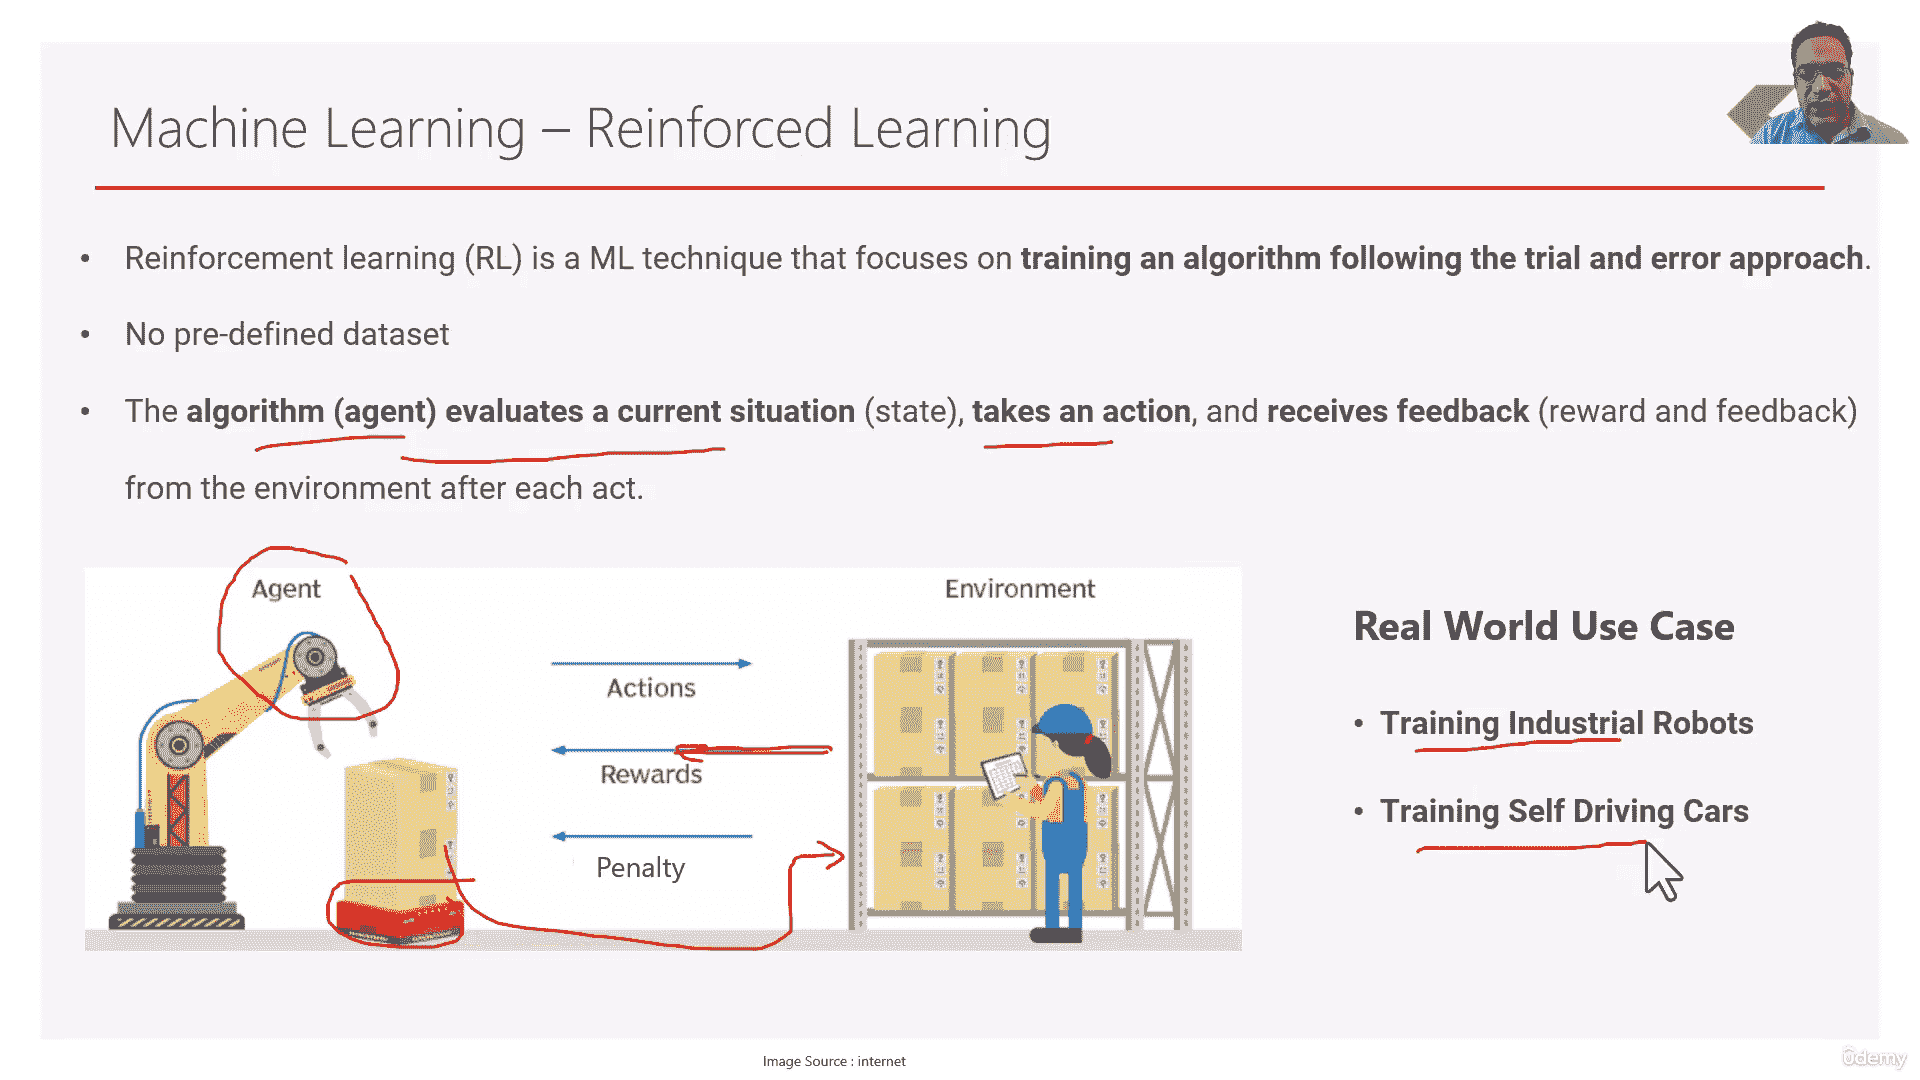 Machine Learning – Reinforced Learning
• Reinforcement learning (RL) is a ML technique that focuses on training an algorithm following the trial and error approach.
• No pre-defined dataset
• The algorithm (agent) evaluates a current situation (state), takes an action, and receives feedback (reward and feedback)
from the environment after each act.
Agent
Environment
Actions
Rewards
Penalty
Real World Use Case
• Training Industrial Robots
• Training Self Driving Cars
Image Source : internet
ûdemy